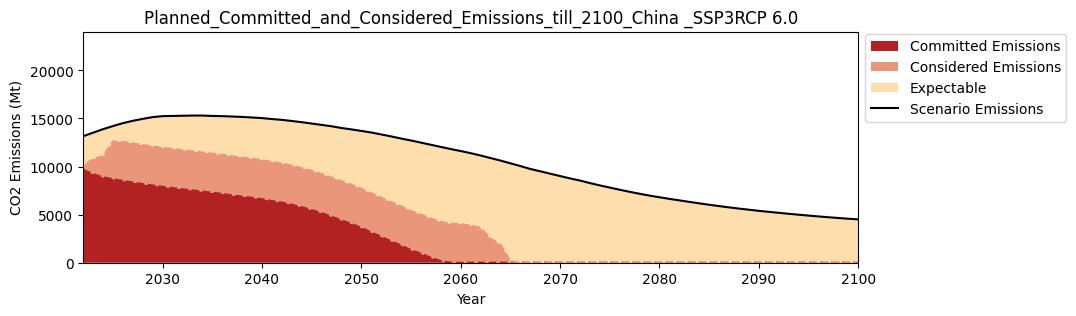 Planned_Committed_and_Considered_Emissions_till_2100_China _SSP3RCP 6.0
Committed Emissions
Considered Emissions
Expectable
Scenario Emissions
CO2 Emissions (Mt)
20000
15000
10000
5000
0
2030 2040 2050 2060 2070 2080 2090 2100
Year